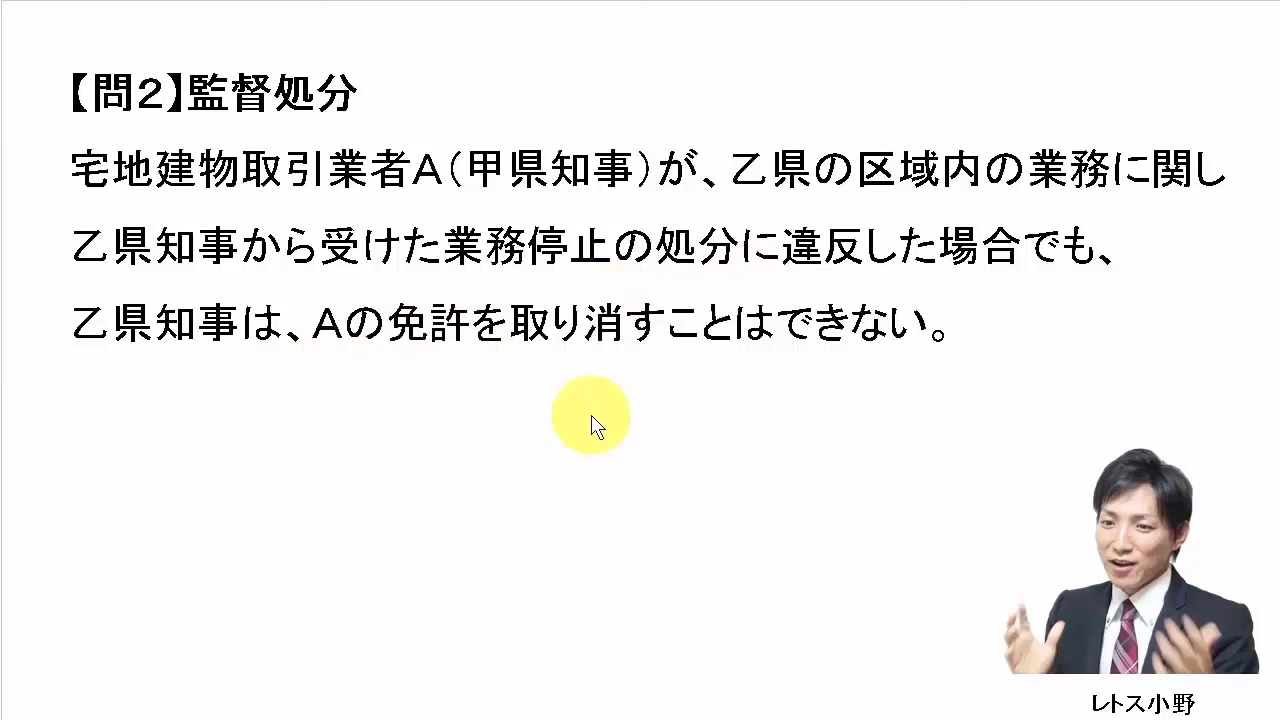 【問２】監督処分
宅地建物取引業者Ａ（甲県知事）が、乙県の区域内の業務に関し
乙県知事から受けた業務停止の処分に違反した場合でも、
乙県知事は、Ａの免許を取り消すことはできない。
レトス小野